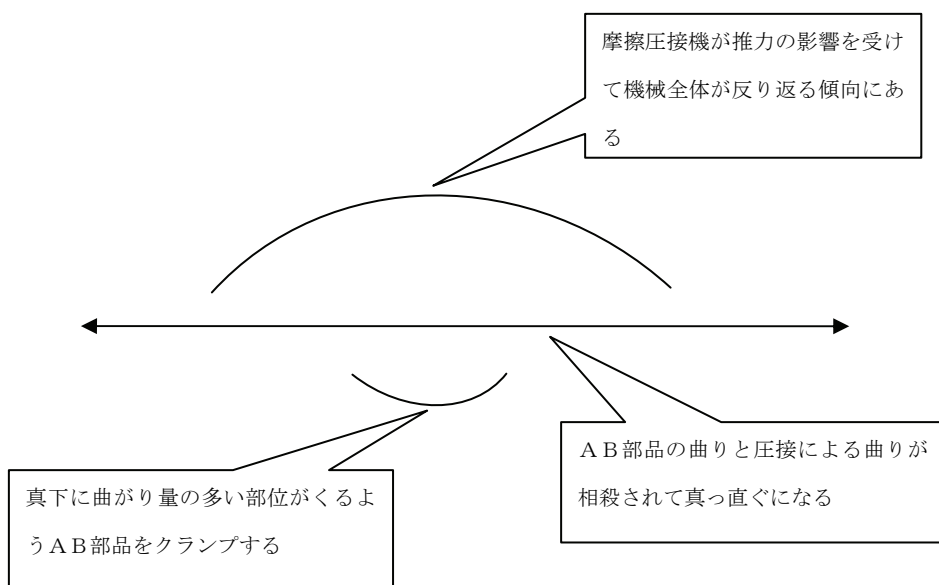 摩擦圧接機が推力の影響を受け
て機械全体が反り返る傾向にあ
る
ＡＢ部品の曲りと圧接による曲りが
相殺されて真っ直ぐになる
真下に曲がり量の多い部位がくるよ
うＡＢ部品をクランプする